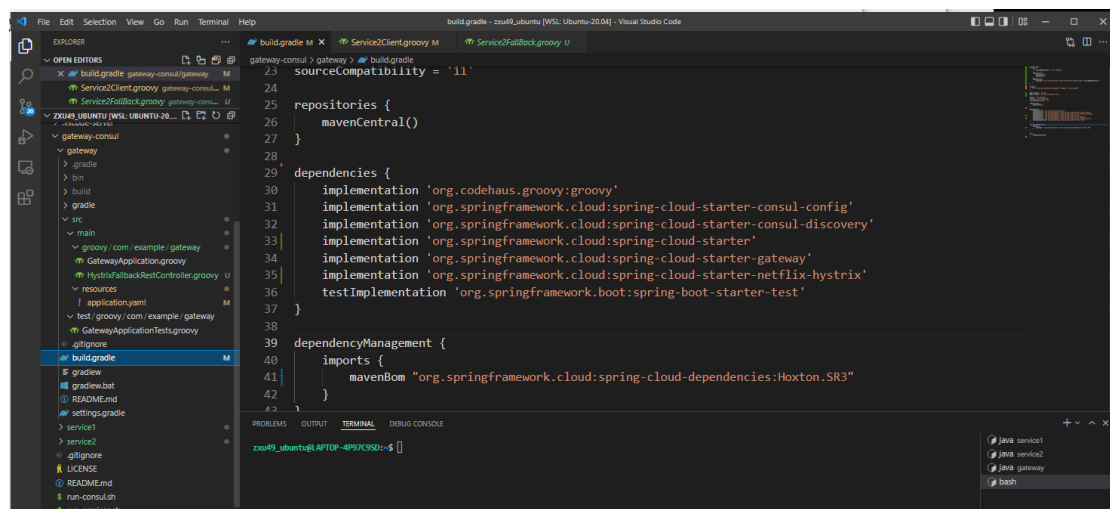 File Edit Selection View Go Run Terminal Help
build.gradle - zxu49_ubuntu [WSL: Ubuntu-20.04] - Visual Studio Code
EXPLORER
OPEN EDITORS
build.gradle gateway-consul/gateway M
Service2Client.groovy gateway-consul... M
Service2FallBack.groovy gateway-cons... U
ZXU49_UBUNTU [WSL: UBUNTU-20....
.vscode-server
gateway-consul
gateway
.gradle
bin
build
gradle
src
main
groovy/com/example/gateway
GatewayApplication.groovy
HystrixFallbackRestController.groovy U
resources
application.yaml M
test/groovy/com/example/gateway
GatewayApplicationTests.groovy
.gitignore
build.gradle M
gradlew
gradlew.bat
README.md
settings.gradle
service1
service2
.gitignore
LICENSE
README.md
run-consul.sh
build.gradle M
Service2Client.groovy M
Service2FallBack.groovy U
gateway-consul > gateway > build.gradle
23 sourceCompatibility = '11'
24
25 repositories {
26 mavenCentral()
27 }
28
29 dependencies {
30 implementation 'org.codehaus.groovy:groovy'
31 implementation 'org.springframework.cloud:spring-cloud-starter-consul-config'
32 implementation 'org.springframework.cloud:spring-cloud-starter-consul-discovery'
33 implementation 'org.springframework.cloud:spring-cloud-starter'
34 implementation 'org.springframework.cloud:spring-cloud-starter-gateway'
35 implementation 'org.springframework.cloud:spring-cloud-starter-netflix-hystrix'
36 testImplementation 'org.springframework.boot:spring-boot-starter-test'
37 }
38
39 dependencyManagement {
40 imports {
41 mavenBom "org.springframework.cloud:spring-cloud-dependencies:Hoxton.SR3"
42 }
43 }
PROBLEMS OUTPUT TERMINAL DEBUG CONSOLE
zxu49_ubuntu@LAPTOP-4P97C9SD:~$
java service1
java service2
java gateway
bash